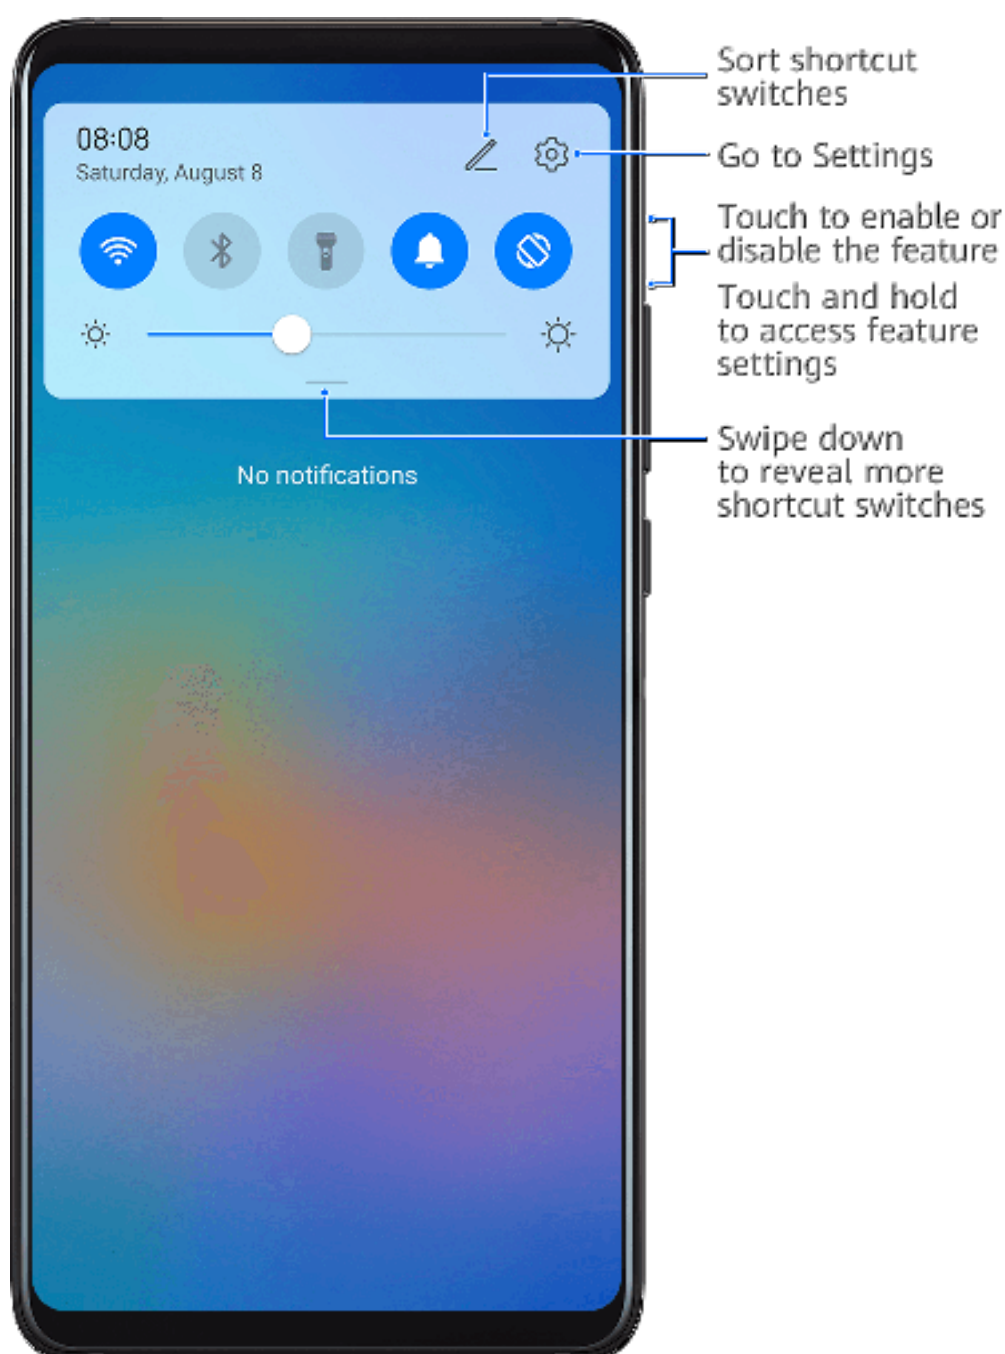 Sort shortcut
switches
08:08
Saturday, August 8
Go to Settings
Touch to enable or
disable the feature
Touch and hold
to access feature
settings
Swipe down
to reveal more
shortcut switches
No notifications